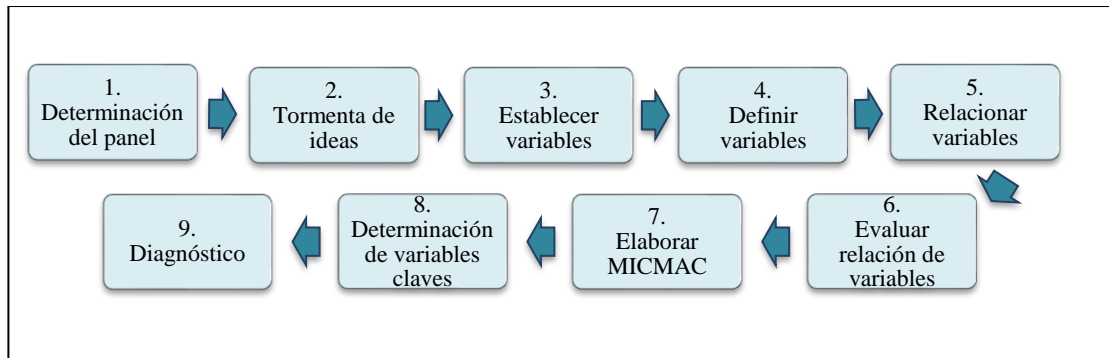 1.
Determinación
del panel
2.
Tormenta de
ideas
3.
Establecer
variables
4.
Definir
variables
5.
Relacionar
variables
6.
Evaluar
relación de
variables
7.
Elaborar
MICMAC
8.
Determinación
de variables
claves
9.
Diagnóstico